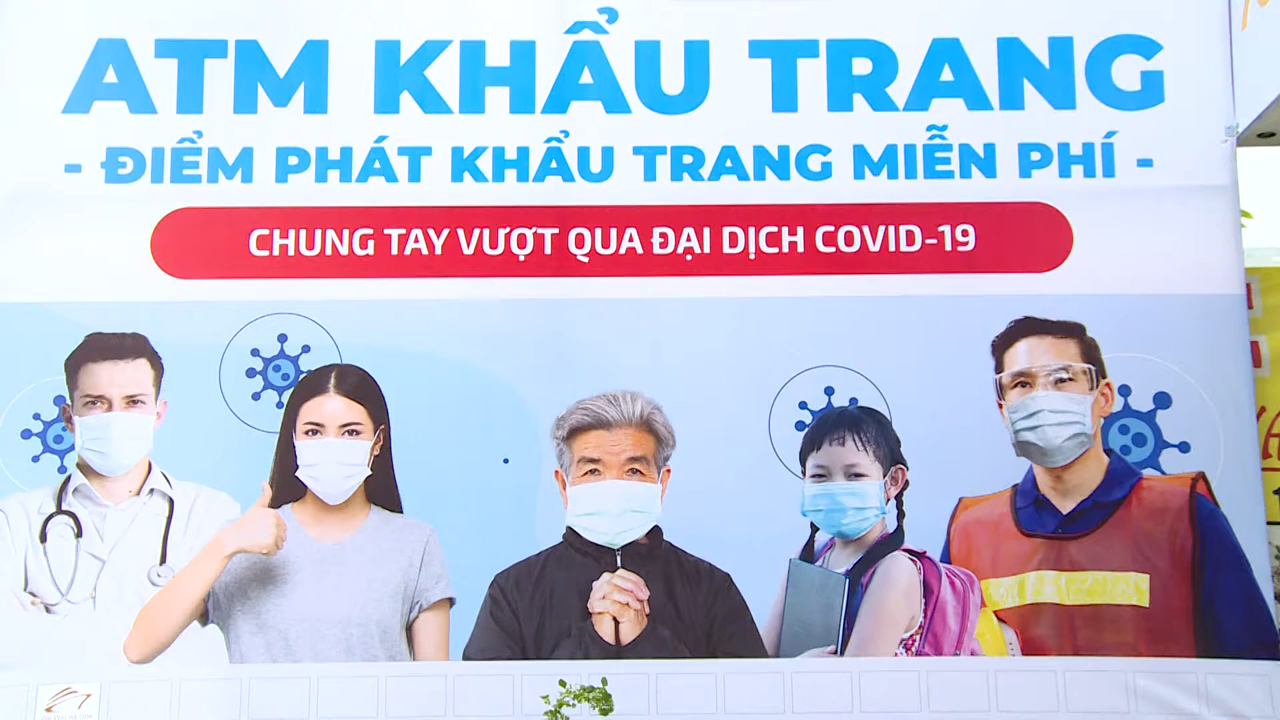 ATM KHẨU TRANG
- ĐIỂM PHÁT KHẨU TRANG MIỄN PHÍ -
CHUNG TAY VƯỢT QUA ĐẠI DỊCH COVID-19